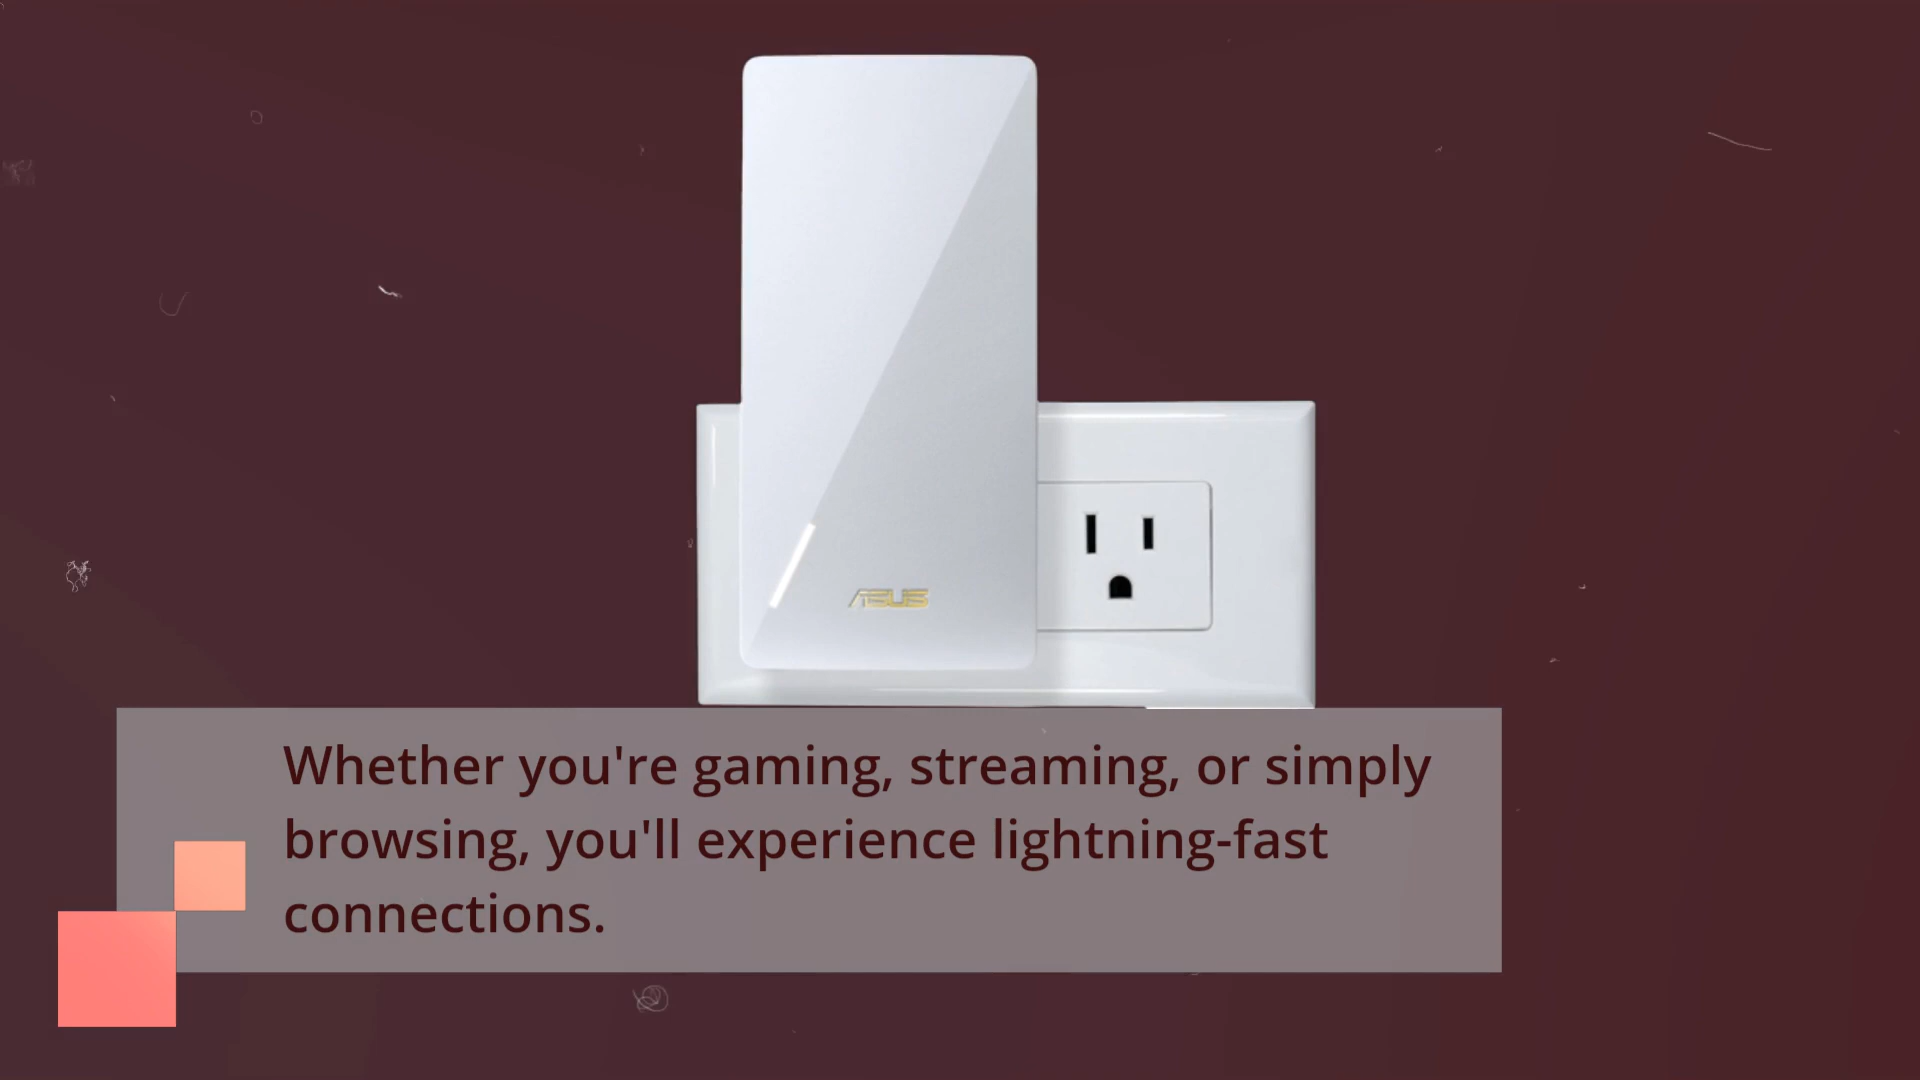 ASUS
Whether you're gaming, streaming, or simply
browsing, you'll experience lightning-fast
connections.